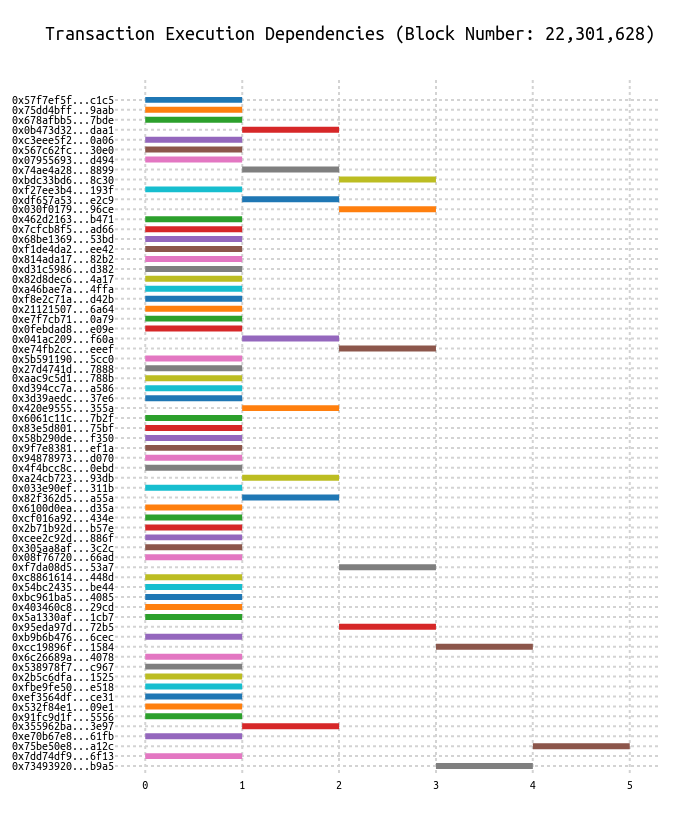 Transaction Execution Dependencies (Block Number: 22,301,628)
0x57f7ef5f...c1c5
0x75dd4bff...9aab
0x678afbb5...7bde
0x0b473d32...daa1
0xc3eee5f2...0a06
0x567c62fc...30e0
0x07955693...d494
0x74ae4a28...8899
0xbdc33bd6...8c30
0xf27ee3b4...193f
0xdf657a53...e2c9
0x030f0179...96ce
0x462d2163...b471
0x7cfcb8f5...ad66
0x68be1369...53bd
0xf1de4da2...ee42
0x814ada17...82b2
0xd31c5986...d382
0x82d8dec6...4a17
0xa46bae7a...4ffa
0xf8e2c71a...d42b
0x21121507...6a64
0xe7f7cb71...0a79
0x0febdad8...e09e
0x041ac209...f60a
0xe74fb2cc...eeef
0x5b591190...5cc0
0x27d4741d...7888
0xaac9c5d1...788b
0xd394cc7a...a586
0x3d39aedc...37e6
0x420e9555...355a
0x6061c11c...7b2f
0x83e5d801...75bf
0x58b290de...f350
0x9f7e8381...ef1a
0x94878973...d070
0x4f4bcc8c...0ebd
0xa24cb723...93db
0x033e90ef...311b
0x82f362d5...a55a
0x6100d0ea...d35a
0xcf016a92...434e
0x2b71b92d...b57e
0xcee2c92d...886f
0x305aa8af...3c2c
0x08f76720...66ad
0xf7da08d5...53a7
0xc8861614...448d
0x54bc2435...be44
0xbc961ba5...4085
0x403460c8...29cd
0x5a1330af...1cb7
0x95eda97d...72b5
0xb9b6b476...6cec
0xcc19896f...1584
0x6c26689a...4078
0x538978f7...c967
0x2b5c6dfa...1525
0xfbe9fe50...e518
0xef3564df...ce31
0x532f84e1...09e1
0x91fc9d1f...5556
0x355962ba...3e97
0xe70b67e8...61fb
0x75be50e8...a12c
0x7dd74df9...6f13
0x73493920...b9a5
0 1 2 3 4 5